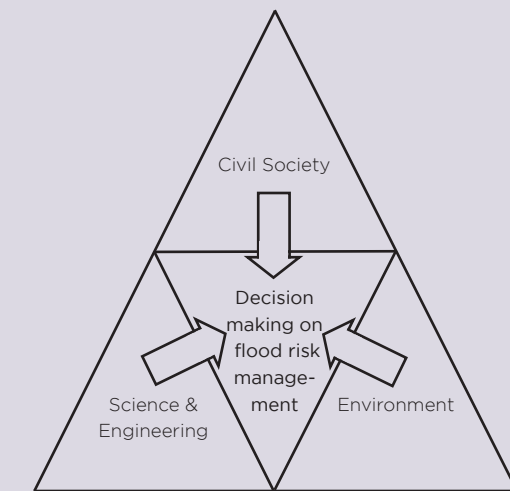 Civil Society
Decision
making on
flood risk
manage-
ment
Science &
Engineering
Environment